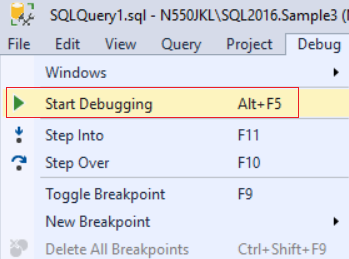 SQLQuery1.sql - N550JKL\SQL2016.Sample3 (
File Edit View Query Project Debug
Windows
Start Debugging Alt+F5
Step Into F11
Step Over F10
Toggle Breakpoint F9
New Breakpoint
Delete All Breakpoints Ctrl+Shift+F9